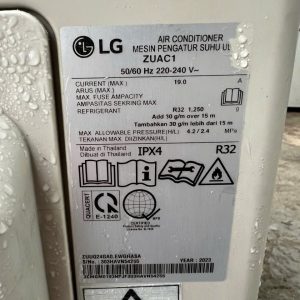 LG
AIR CONDITIONER
MESIN PENGATUR SUHU U
ZUAC1
50/60 Hz 220-240 V~
CURRENT (MAX.) 19.0 A
ARUS (MAX.)
MAX. FUSE AMPACITY
AMPASITAS SEKRING MAX
REFRIGERANT R32 1,250 g
Add 30 g/m over 15 m
Tambahkan 30 g/m lebih dari 15 m
MAX. ALLOWABLE PRESSURE(H/L) 4.2 / 2.4 MPa
TEKANAN MAX. DIIZINKAN(H/L)
Made in Thailand
Dibuat di Thailand
IPX4
R32
QUACERT
E-1240
YEAR : 2023